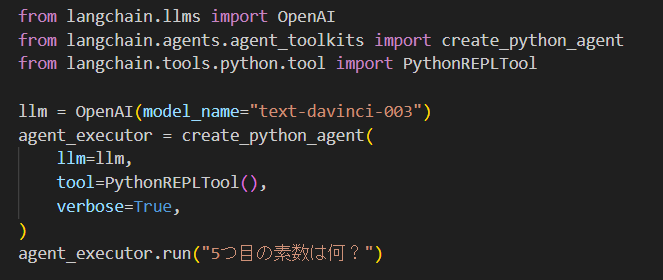 from langchain.llms import OpenAI
from langchain.agents.agent_toolkits import create_python_agent
from langchain.tools.python.tool import PythonREPLTool

llm = OpenAI(model_name="text-davinci-003")
agent_executor = create_python_agent(
    llm=llm,
    tool=PythonREPLTool(),
    verbose=True,
)
agent_executor.run("5つ目の素数は何？")